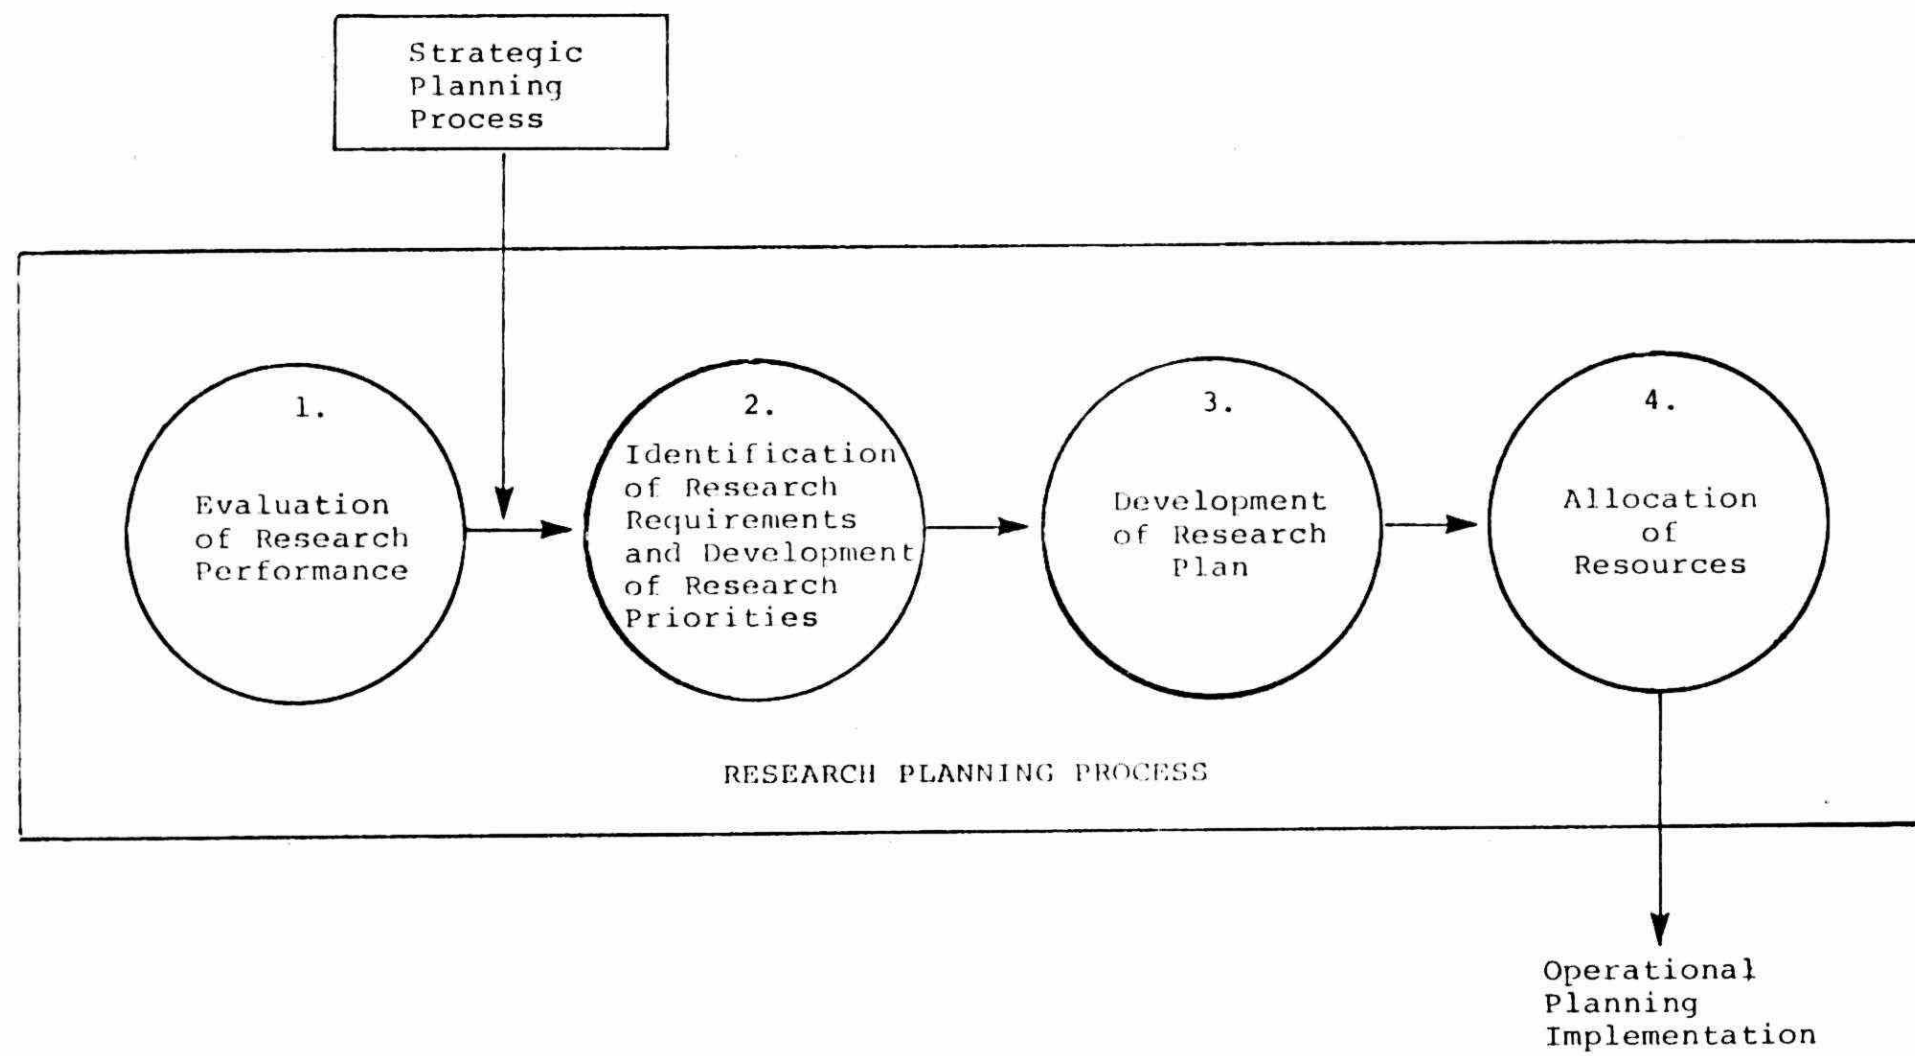 Strategic
Planning
Process
1.
Evaluation
of Research
Performance
2.
Identification
of Research
Requirements
and Development
of Research
Priorities
3.
Development
of Research
Plan
4.
Allocation
of
Resources
RESEARCH PLANNING PROCESS
Operational
Planning
Implementation